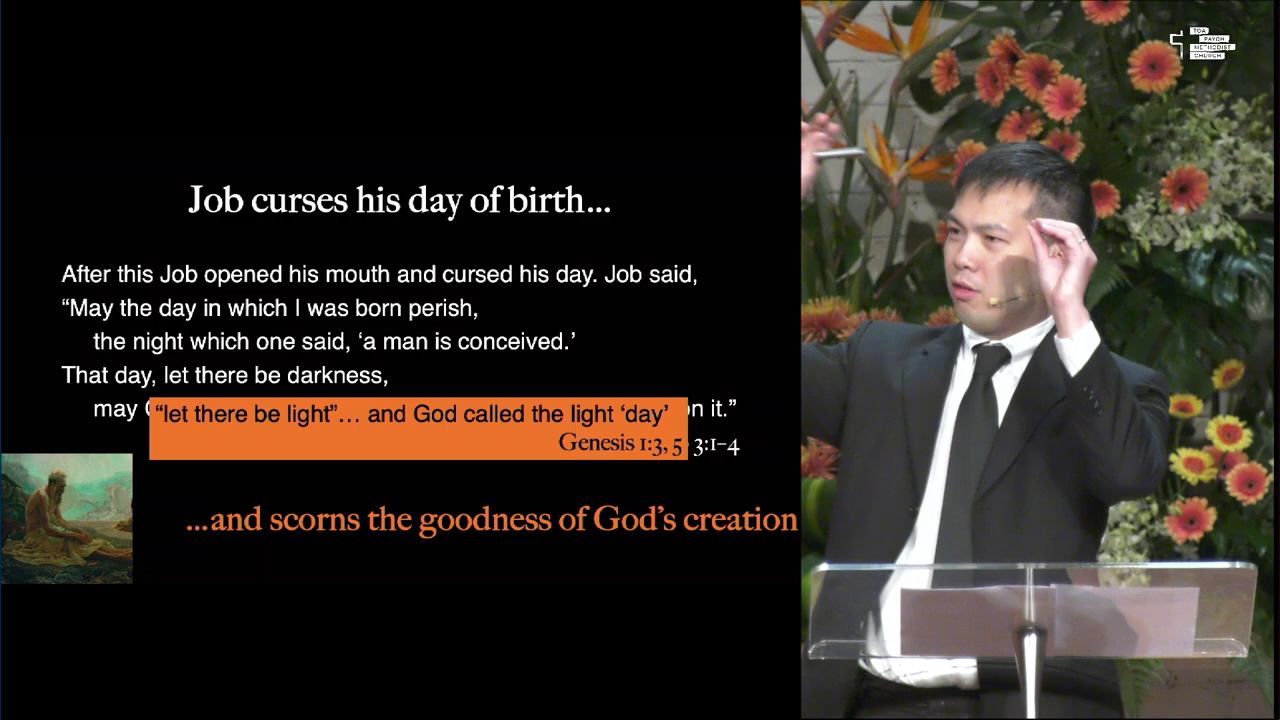 Job curses his day of birth...
After this Job opened his mouth and cursed his day. Job said,
“May the day in which I was born perish,
the night which one said, ‘a man is conceived.’
That day, let there be darkness,
may on it.”
“let there be light”… and God called the light ‘day’
Genesis 1:3, 5
3:1–4
...and scorns the goodness of God’s creation
TOA
PAYOH
METHODIST
CHURCH